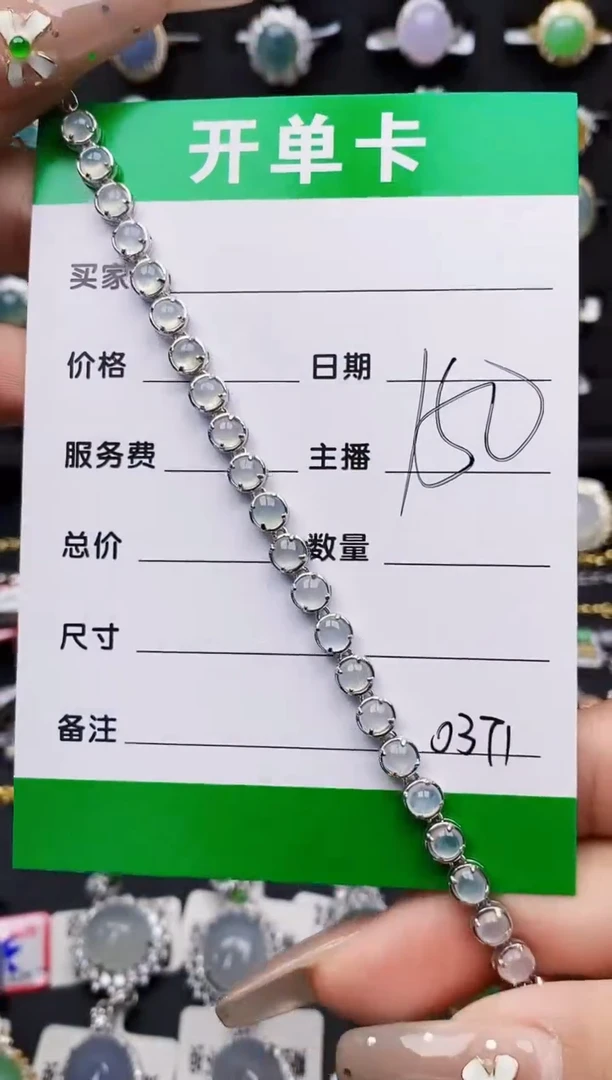 开单卡
买家
价格 日期
150
服务费 主播
总价 数量
尺寸
备注 03T1